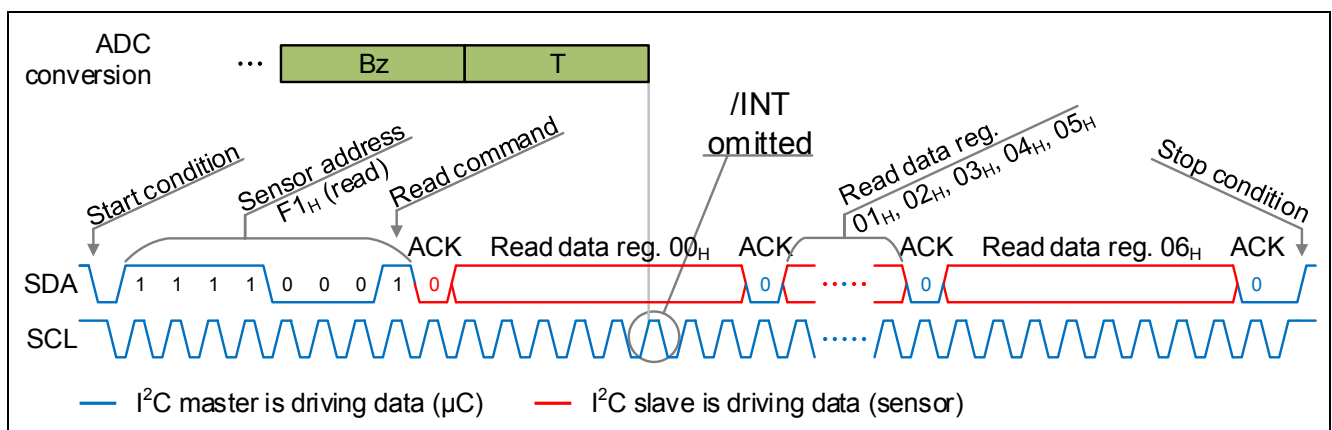 ADC conversion ... Bz T
/INT omitted
Start condition
Sensor address F1H (read)
Read command
Read data reg. 01H, 02H, 03H, 04H, 05H
Stop condition
ACK Read data reg. 00H ACK ACK Read data reg. 06H ACK
SDA 1 1 1 1 0 0 0 1 0 0 ..... 0 0
SCL .....
I²C master is driving data (µC) I²C slave is driving data (sensor)